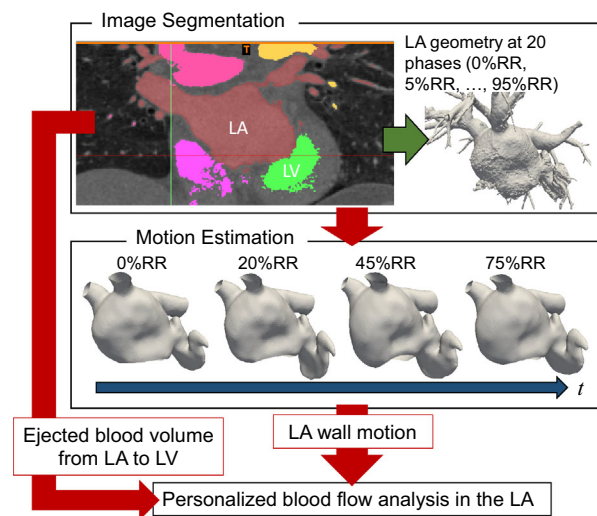 Image Segmentation
T
LA geometry at 20
phases (0%RR,
5%RR, ..., 95%RR)
LA
LV
Motion Estimation
0%RR
20%RR
45%RR
75%RR
t
Ejected blood volume
from LA to LV
LA wall motion
Personalized blood flow analysis in the LA